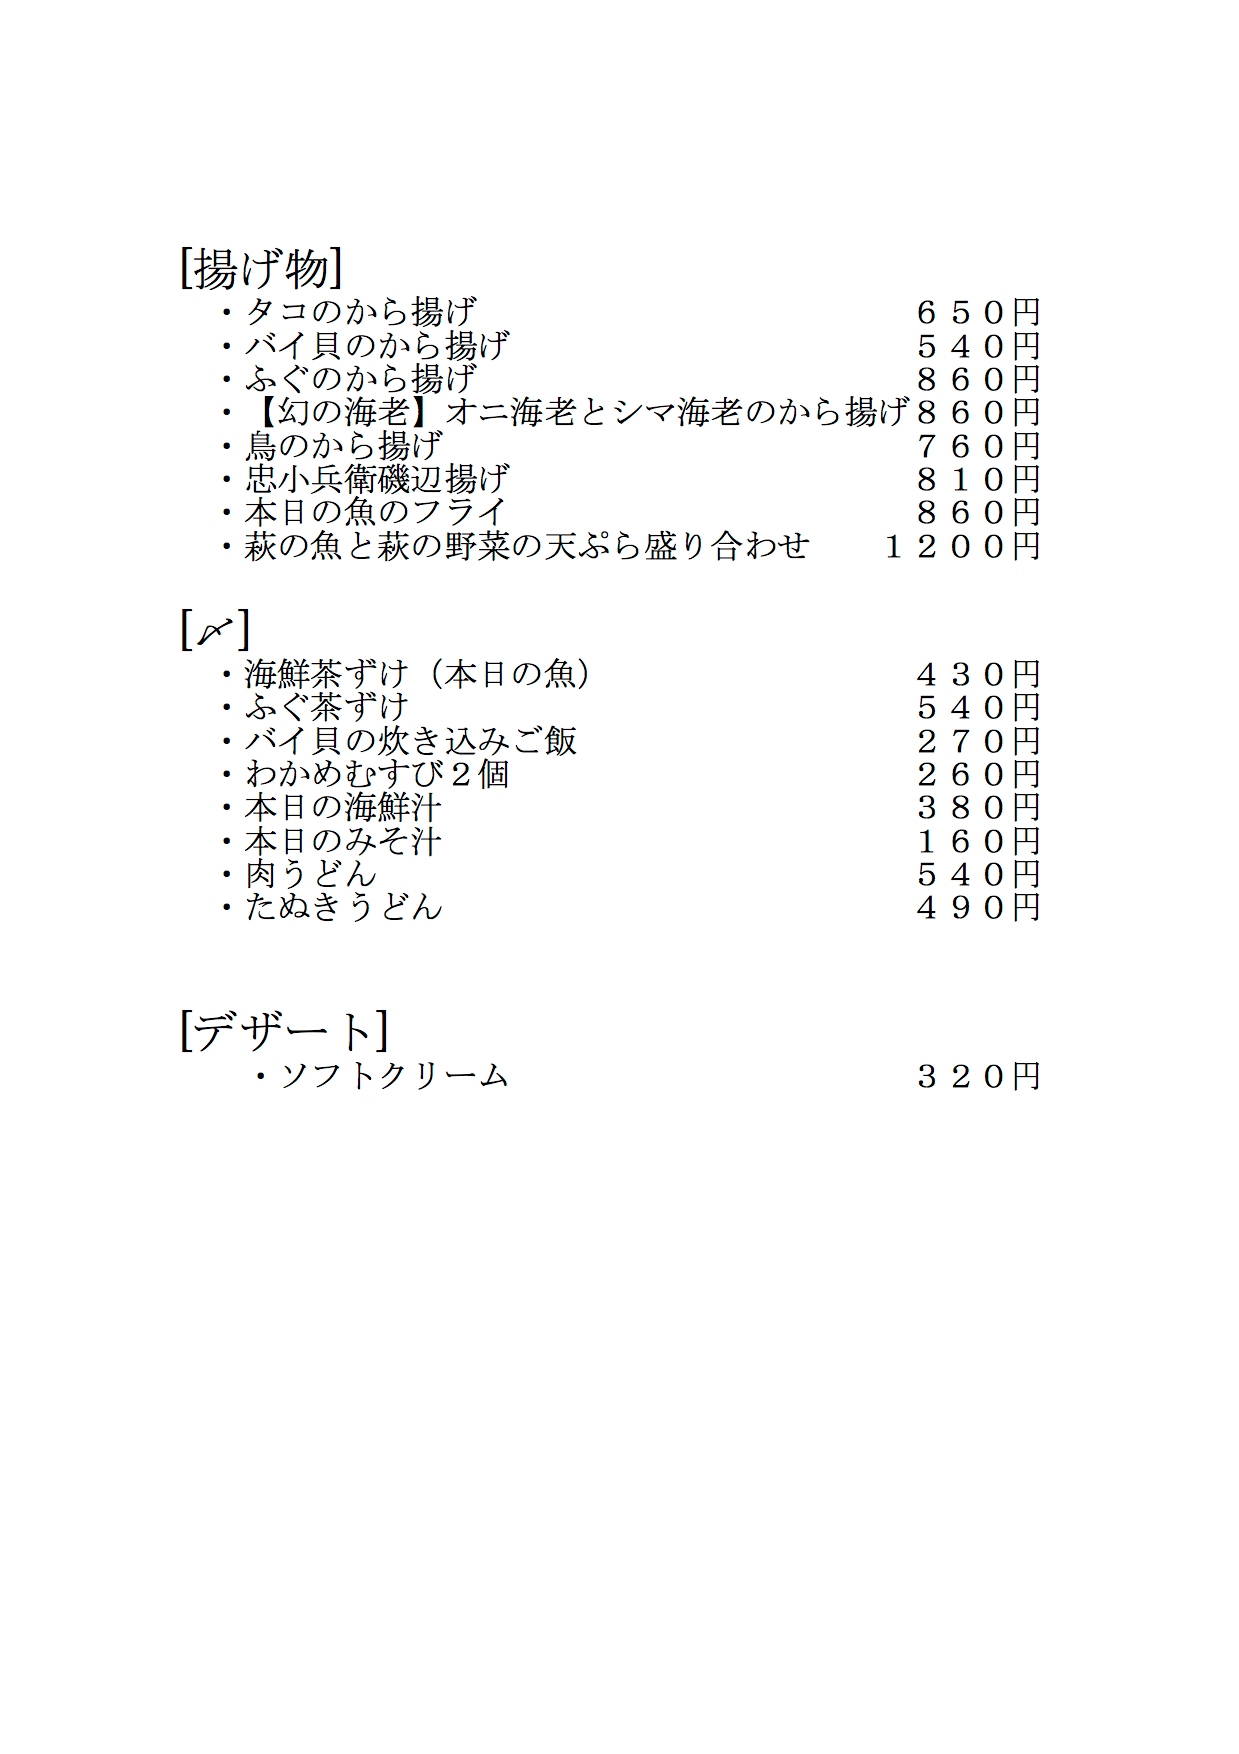 [揚げ物]
・タコのから揚げ　６５０円
・バイ貝のから揚げ　５４０円
・ふぐのから揚げ　８６０円
・【幻の海老】オニ海老とシマ海老のから揚げ８６０円
・鳥のから揚げ　７６０円
・忠小兵衛磯辺揚げ　８１０円
・本日の魚のフライ　８６０円
・萩の魚と萩の野菜の天ぷら盛り合わせ　１２００円
[〆]
・海鮮茶ずけ（本日の魚）　４３０円
・ふぐ茶ずけ　５４０円
・バイ貝の炊き込みご飯　２７０円
・わかめむすび２個　２６０円
・本日の海鮮汁　３８０円
・本日のみそ汁　１６０円
・肉うどん　５４０円
・たぬきうどん　４９０円
[デザート]
・ソフトクリーム　３２０円